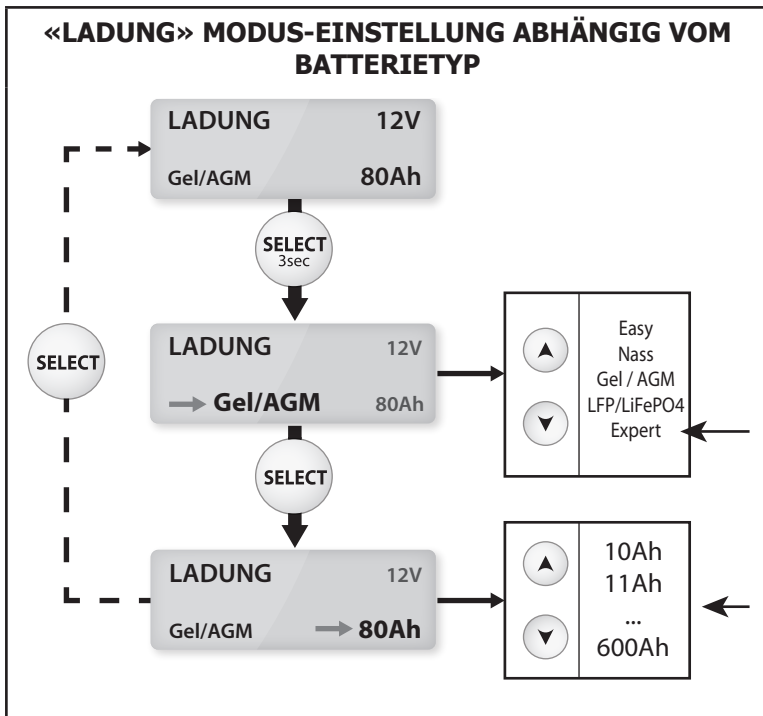 «LADUNG» MODUS-EINSTELLUNG ABHÄNGIG VOM
BATTERIETYP
LADUNG 12V
Gel/AGM 80Ah
SELECT
3sec
LADUNG 12V
Gel/AGM 80Ah
Easy
Nass
Gel / AGM
LFP/LiFePO4
Expert
SELECT
SELECT
LADUNG 12V
Gel/AGM 80Ah
10Ah
11Ah
...
600Ah